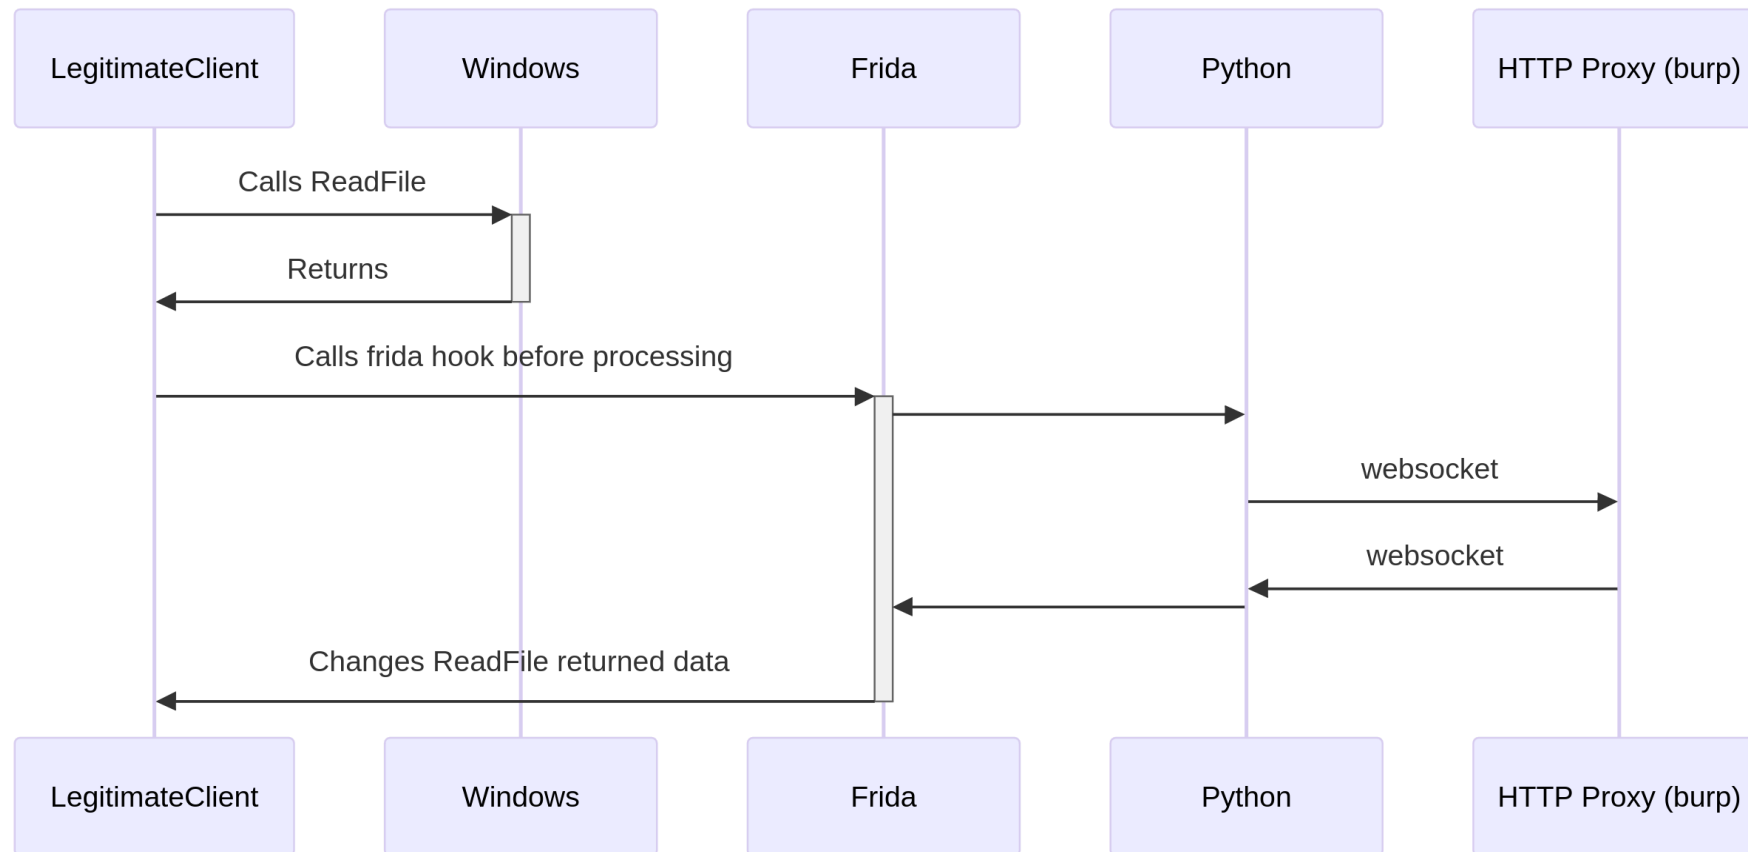 LegitimateClient
Windows
Frida
Python
HTTP Proxy (burp)
Calls ReadFile
Returns
Calls frida hook before processing
websocket
websocket
Changes ReadFile returned data
LegitimateClient
Windows
Frida
Python
HTTP Proxy (burp)